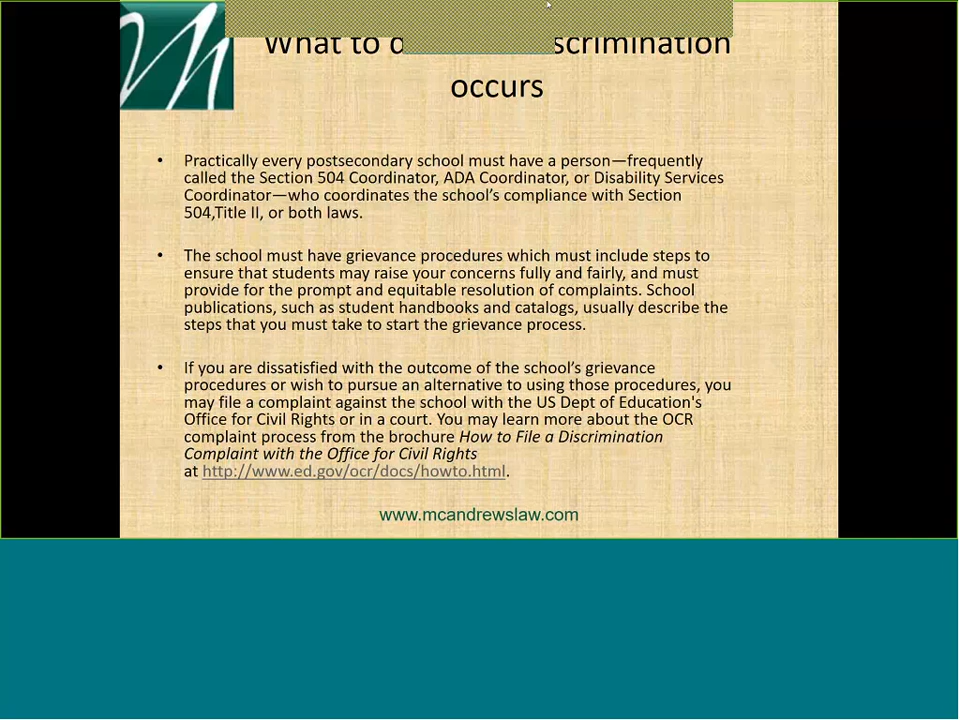 What to d scrimination
occurs
• Practically every postsecondary school must have a person—frequently
called the Section 504 Coordinator, ADA Coordinator, or Disability Services
Coordinator—who coordinates the school's compliance with Section
504,Title II, or both laws.
• The school must have grievance procedures which must include steps to
ensure that students may raise your concerns fully and fairly, and must
provide for the prompt and equitable resolution of complaints. School
publications, such as student handbooks and catalogs, usually describe the
steps that you must take to start the grievance process.
• If you are dissatisfied with the outcome of the school's grievance
procedures or wish to pursue an alternative to using those procedures, you
may file a complaint against the school with the US Dept of Education's
Office for Civil Rights or in a court. You may learn more about the OCR
complaint process from the brochure How to File a Discrimination
Complaint with the Office for Civil Rights
at http://www.ed.gov/ocr/docs/howto.html.
www.mcandrewslaw.com